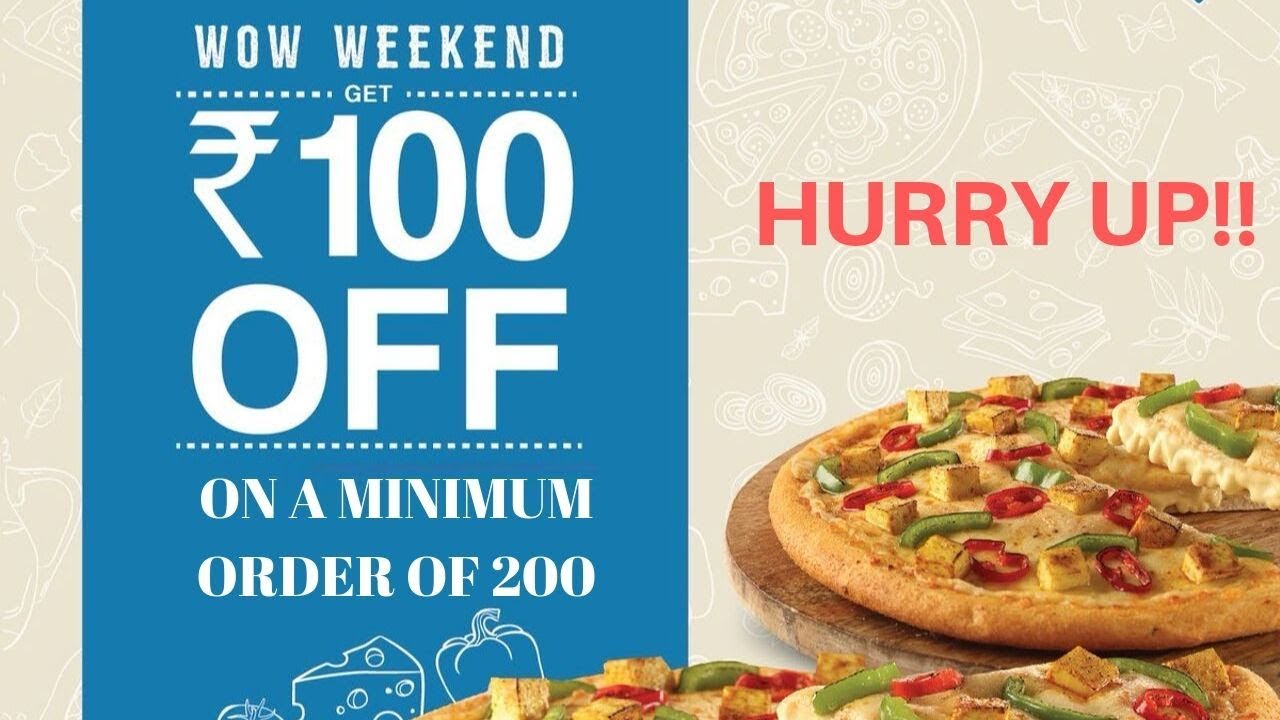 WOW WEEKEND
GET
₹100
OFF
ON A MINIMUM
ORDER OF 200
HURRY UP!!